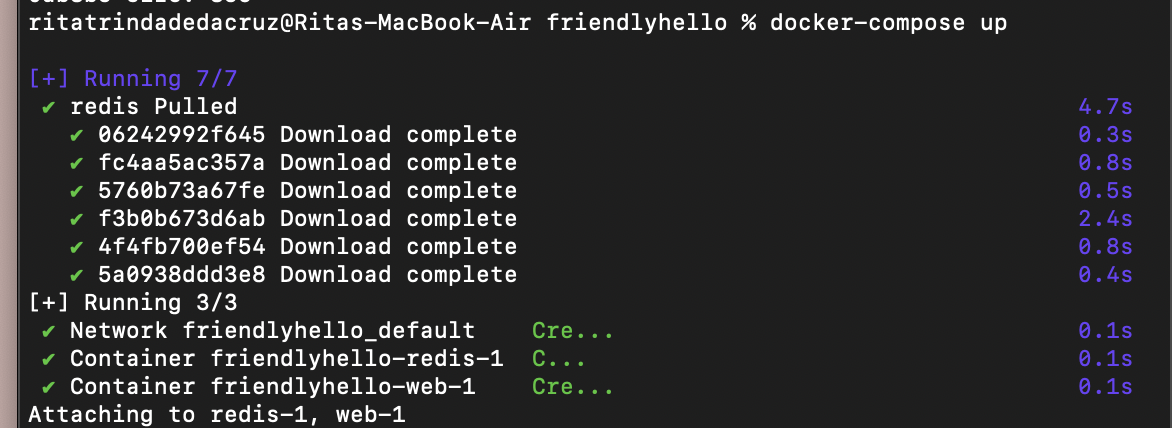 ritatrindadedacruz@Ritas-MacBook-Air friendlyhello % docker-compose up
[+] Running 7/7
✔ redis Pulled 4.7s
✔ 06242992f645 Download complete 0.3s
✔ fc4aa5ac357a Download complete 0.8s
✔ 5760b73a67fe Download complete 0.5s
✔ f3b0b673d6ab Download complete 2.4s
✔ 4f4fb700ef54 Download complete 0.8s
✔ 5a0938ddd3e8 Download complete 0.4s
[+] Running 3/3
✔ Network friendlyhello_default Cre... 0.1s
✔ Container friendlyhello-redis-1 C... 0.1s
✔ Container friendlyhello-web-1 Cre... 0.1s
Attaching to redis-1, web-1